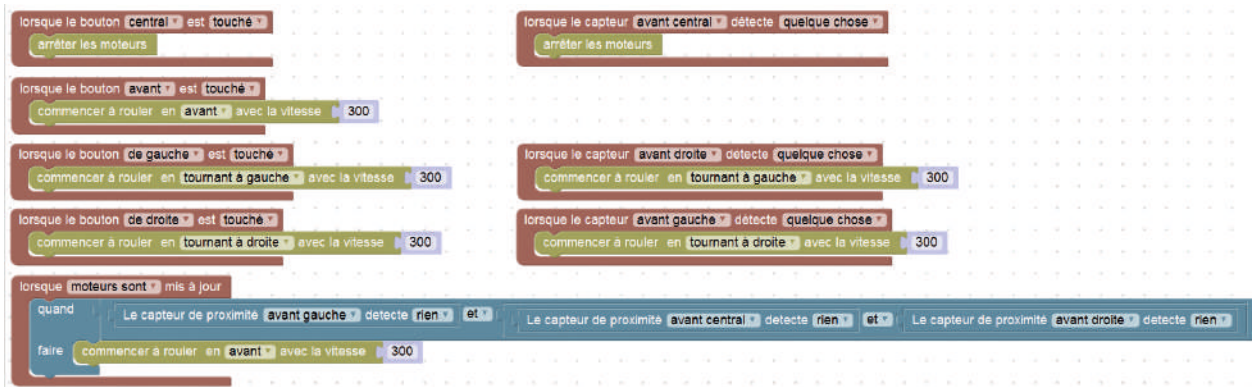 lorsque le bouton central est touché
arrêter les moteurs
lorsque le capteur avant central détecte quelque chose
arrêter les moteurs
lorsque le bouton avant est touché
commencer à rouler en avant avec la vitesse 300
lorsque le bouton de gauche est touché
commencer à rouler en tournant à gauche avec la vitesse 300
lorsque le capteur avant droite détecte quelque chose
commencer à rouler en tournant à gauche avec la vitesse 300
lorsque le bouton de droite est touché
commencer à rouler en tournant à droite avec la vitesse 300
lorsque le capteur avant gauche détecte quelque chose
commencer à rouler en tournant à droite avec la vitesse 300
lorsque moteurs sont mis à jour
quand Le capteur de proximité avant gauche detecte rien et Le capteur de proximité avant central detecte rien et Le capteur de proximité avant droite detecte rien
faire commencer à rouler en avant avec la vitesse 300